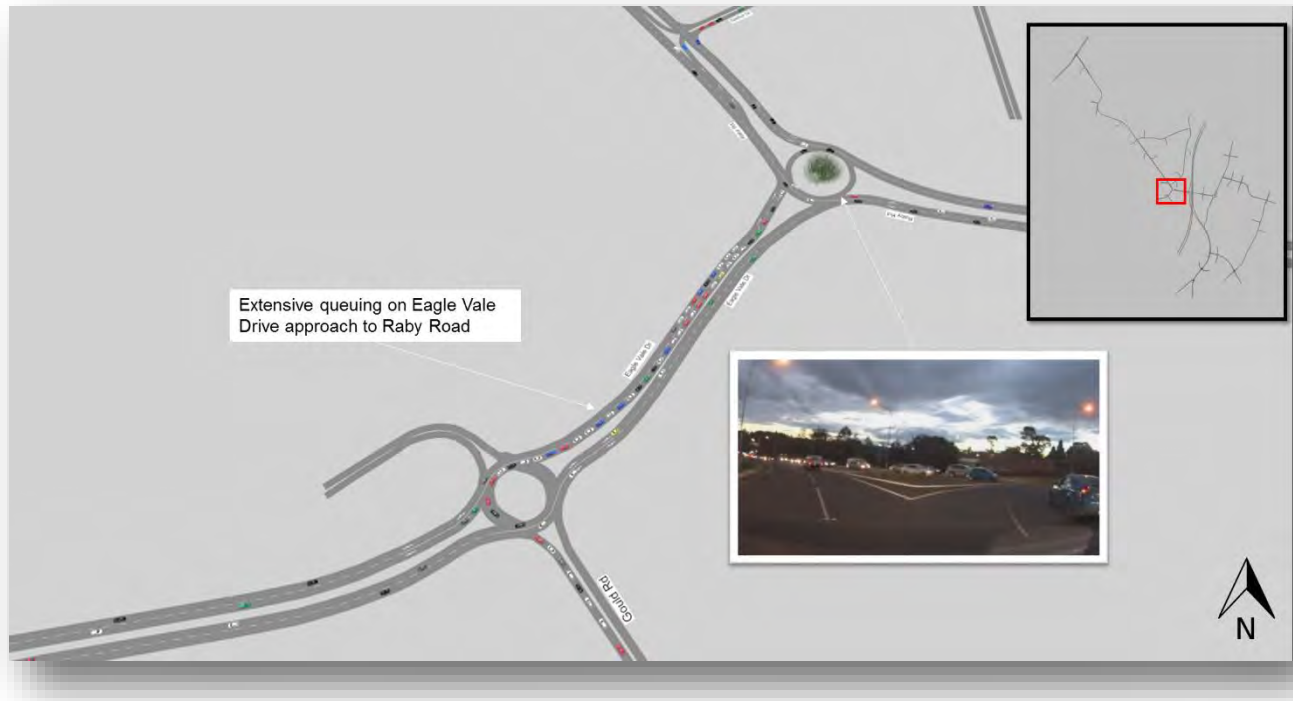 Extensive queuing on Eagle Vale
Drive approach to Raby Road
Eagle Vale Dr
Eagle Vale Dr
Gould Rd
N